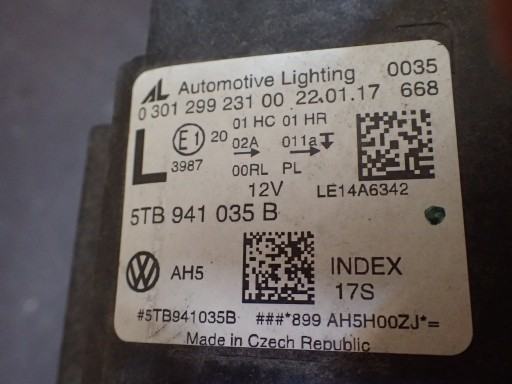 AL Automotive Lighting 0035
0 301 299 231 00 22.01.17 668
L E1 20 01 HC 01 HR
02A 011a
3987 00RL PL
12V LE14A6342
5TB 941 035 B
VW AH5 INDEX
17S
#5TB941035B ###*899 AH5H00ZJ*=
Made in Czech Republic